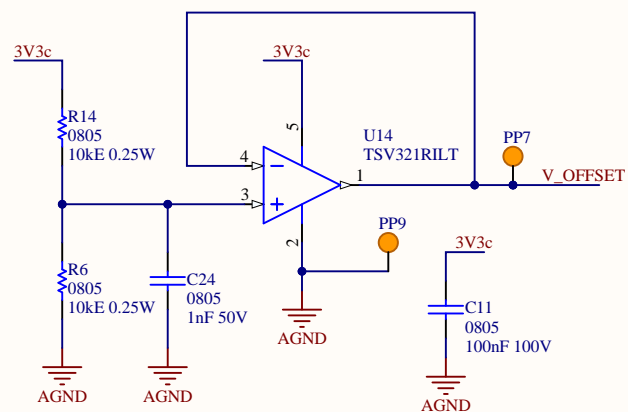 3V3c
3V3c
R14
0805
10kE 0.25W
5
U14
TSV321RILT
PP7
4
1
V_OFFSET
3
2
PP9
R6
0805
10kE 0.25W
C24
0805
1nF 50V
3V3c
C11
0805
100nF 100V
AGND
AGND
AGND
AGND